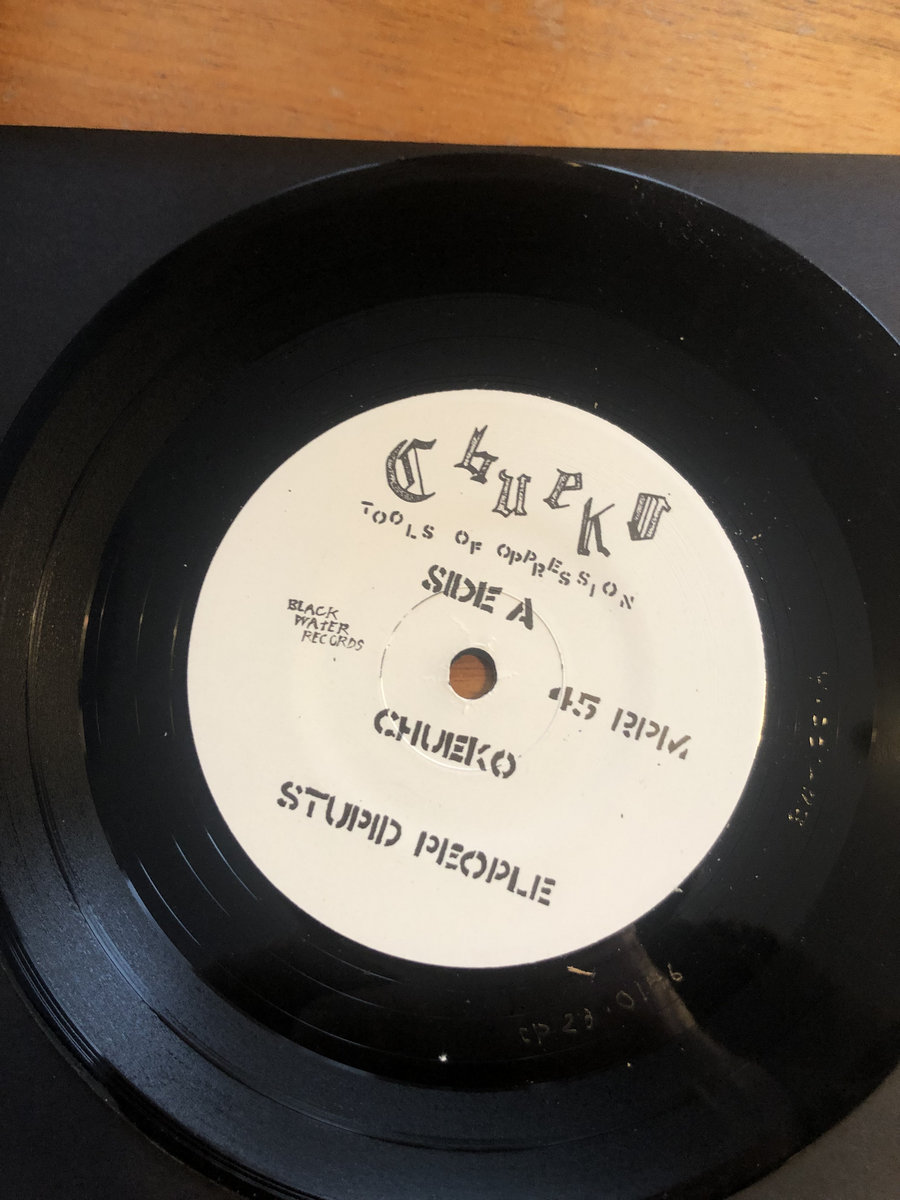 Chueko
TOOLS OF OPPRESSION
SIDE A
BLACK
WATER
RECORDS
45 RPM
CHUEKO
STUPID PEOPLE